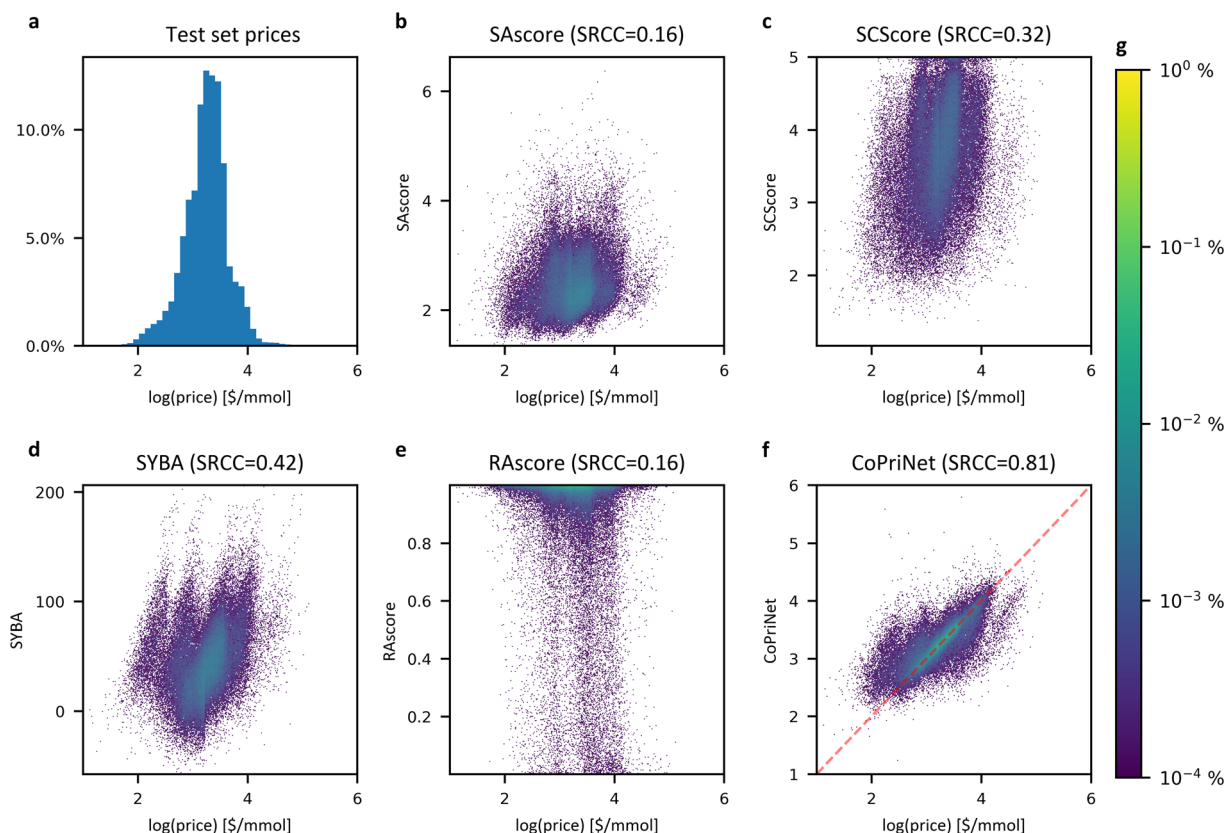 a
Test set prices
10.0%
5.0%
0.0%
2 4 6
log(price) [$/mmol]
b
SAscore (SRCC=0.16)
SAscore
6
4
2
2 4 6
log(price) [$/mmol]
c
SCScore (SRCC=0.32)
SCScore
5
4
3
2
2 4 6
log(price) [$/mmol]
g
10⁰ %
10⁻¹ %
10⁻² %
10⁻³ %
10⁻⁴ %
d
SYBA (SRCC=0.42)
SYBA
200
100
0
2 4 6
log(price) [$/mmol]
e
RAscore (SRCC=0.16)
RAscore
0.8
0.6
0.4
0.2
2 4 6
log(price) [$/mmol]
f
CoPriNet (SRCC=0.81)
CoPriNet
6
5
4
3
2
1
2 4 6
log(price) [$/mmol]